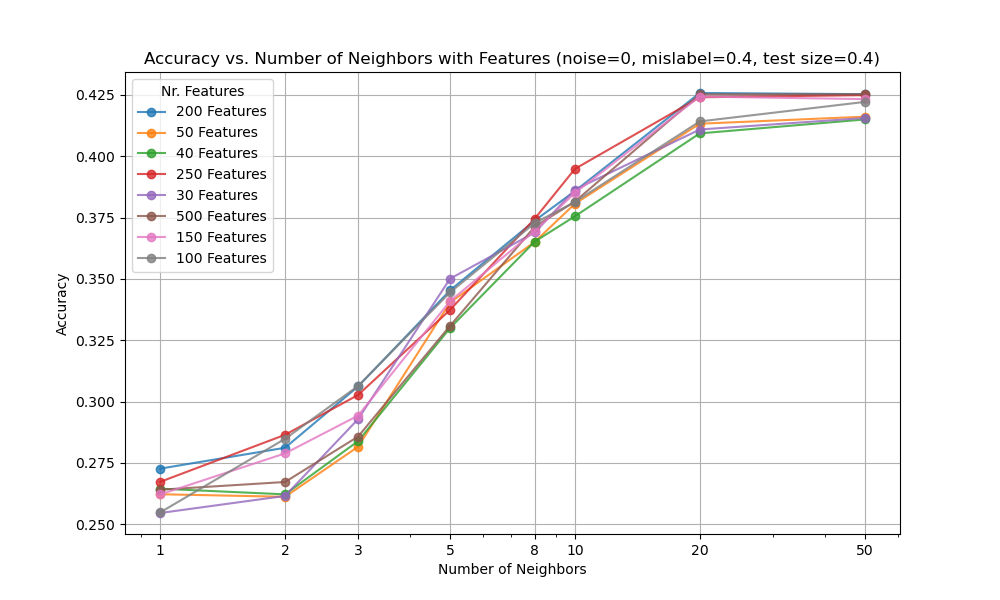 Accuracy vs. Number of Neighbors with Features (noise=0, mislabel=0.4, test size=0.4)
Nr. Features
200 Features
50 Features
40 Features
250 Features
30 Features
500 Features
150 Features
100 Features
Accuracy
0.425
0.400
0.375
0.350
0.325
0.300
0.275
0.250
1 2 3 5 8 10 20 50
Number of Neighbors